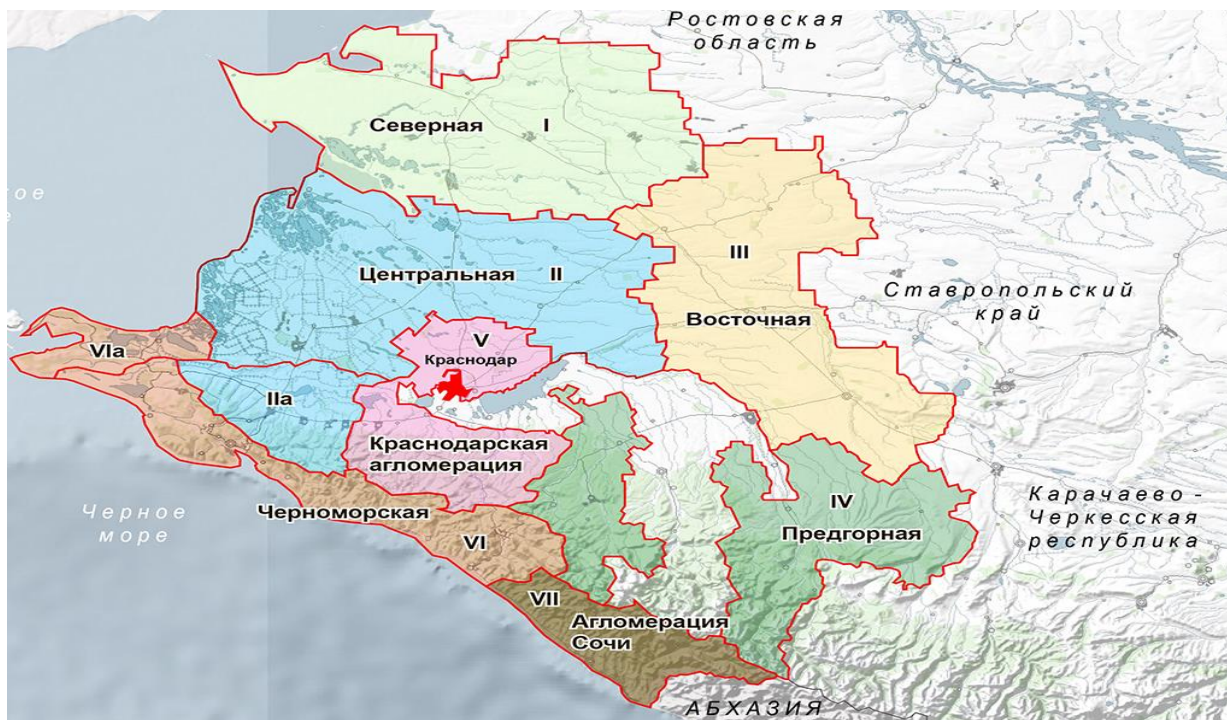 Ростовская
область
Северная I
ское
е
III
Центральная II
Ставропольский
край
Восточная
V
Краснодар
VIa
IIa
Краснодарская
агломерация
IV
Предгорная
Карачаево -
Черкесская
республика
Черное
море
Черноморская
VI
VII
Агломерация
Сочи
АБХАЗИЯ